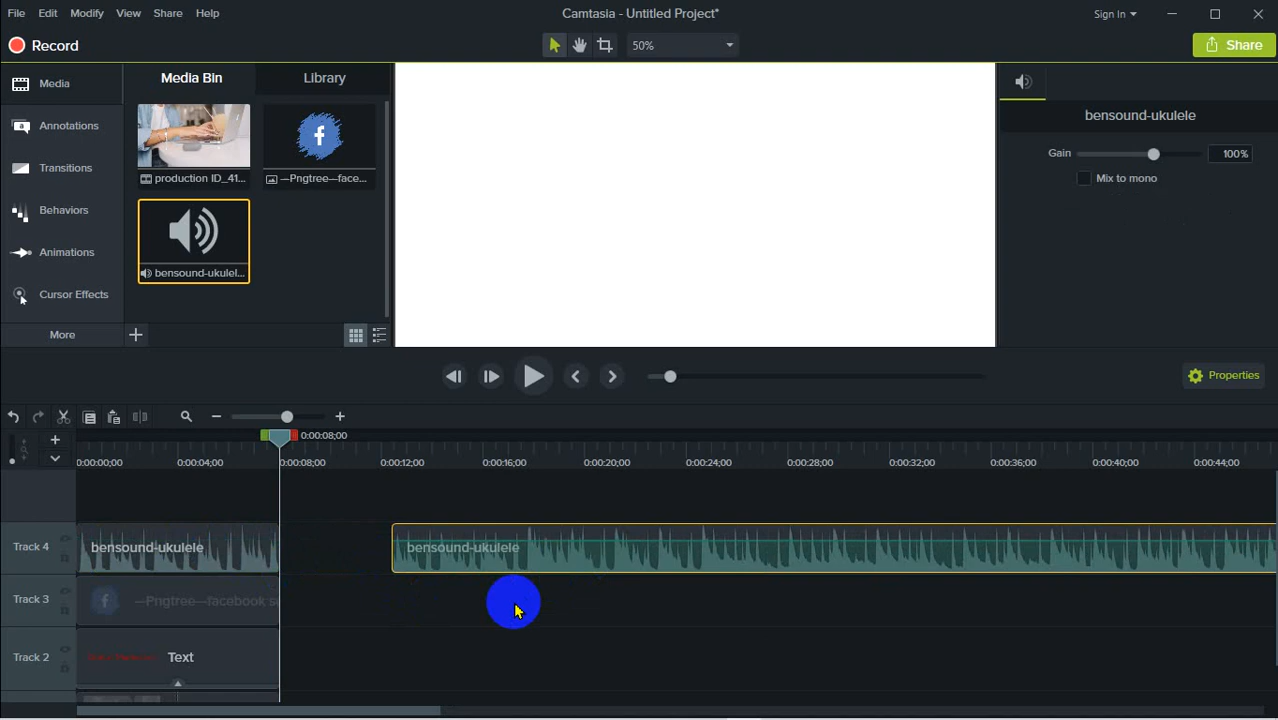 File Edit Modify View Share Help
Camtasia - Untitled Project*
Sign In
Record
50%
Share
Media
Media Bin
Library
bensound-ukulele
Annotations
Gain
100%
Mix to mono
Transitions
production ID_41...
—Pngtree—face...
Behaviors
Animations
bensound-ukulel...
Cursor Effects
More
Properties
0:00:08;00
0:00:00;00 0:00:04;00 0:00:08;00 0:00:12;00 0:00:16;00 0:00:20;00 0:00:24;00 0:00:28;00 0:00:32;00 0:00:36;00 0:00:40;00 0:00:44;00
Track 4
bensound-ukulele
bensound-ukulele
Track 3
—Pngtree—facebook so
Track 2
Text